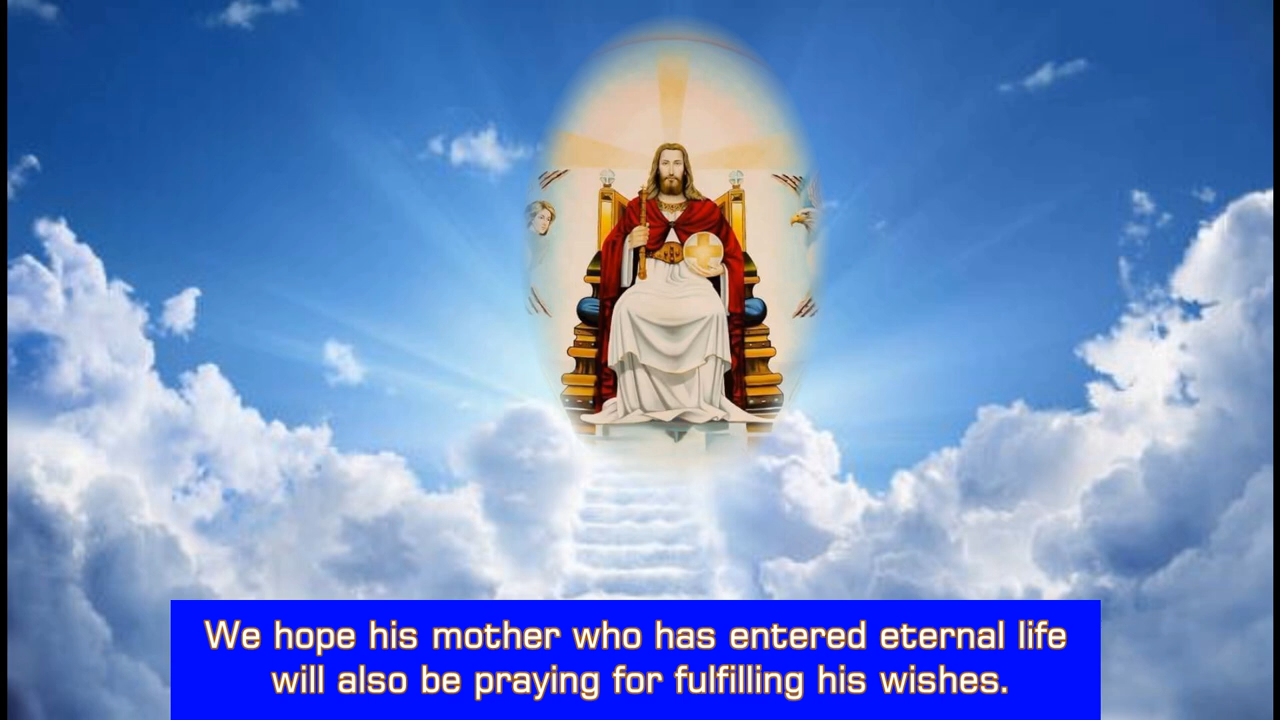 We hope his mother who has entered eternal life
will also be praying for fulfilling his wishes.